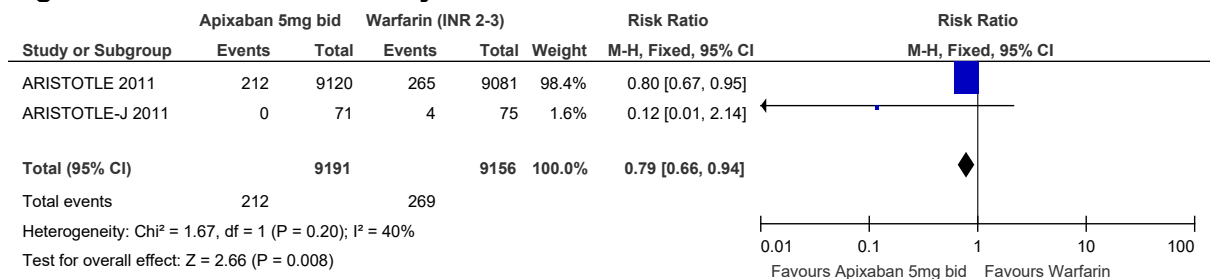 Apixaban 5mg bid Warfarin (INR 2-3) Risk Ratio Risk Ratio
Study or Subgroup Events Total Events Total Weight M-H, Fixed, 95% CI M-H, Fixed, 95% CI
ARISTOTLE 2011 212 9120 265 9081 98.4% 0.80 [0.67, 0.95]
ARISTOTLE-J 2011 0 71 4 75 1.6% 0.12 [0.01, 2.14]
Total (95% CI) 9191 9156 100.0% 0.79 [0.66, 0.94]
Total events 212 269
Heterogeneity: Chi² = 1.67, df = 1 (P = 0.20); I² = 40%
Test for overall effect: Z = 2.66 (P = 0.008)
0.01 0.1 1 10 100
Favours Apixaban 5mg bid Favours Warfarin